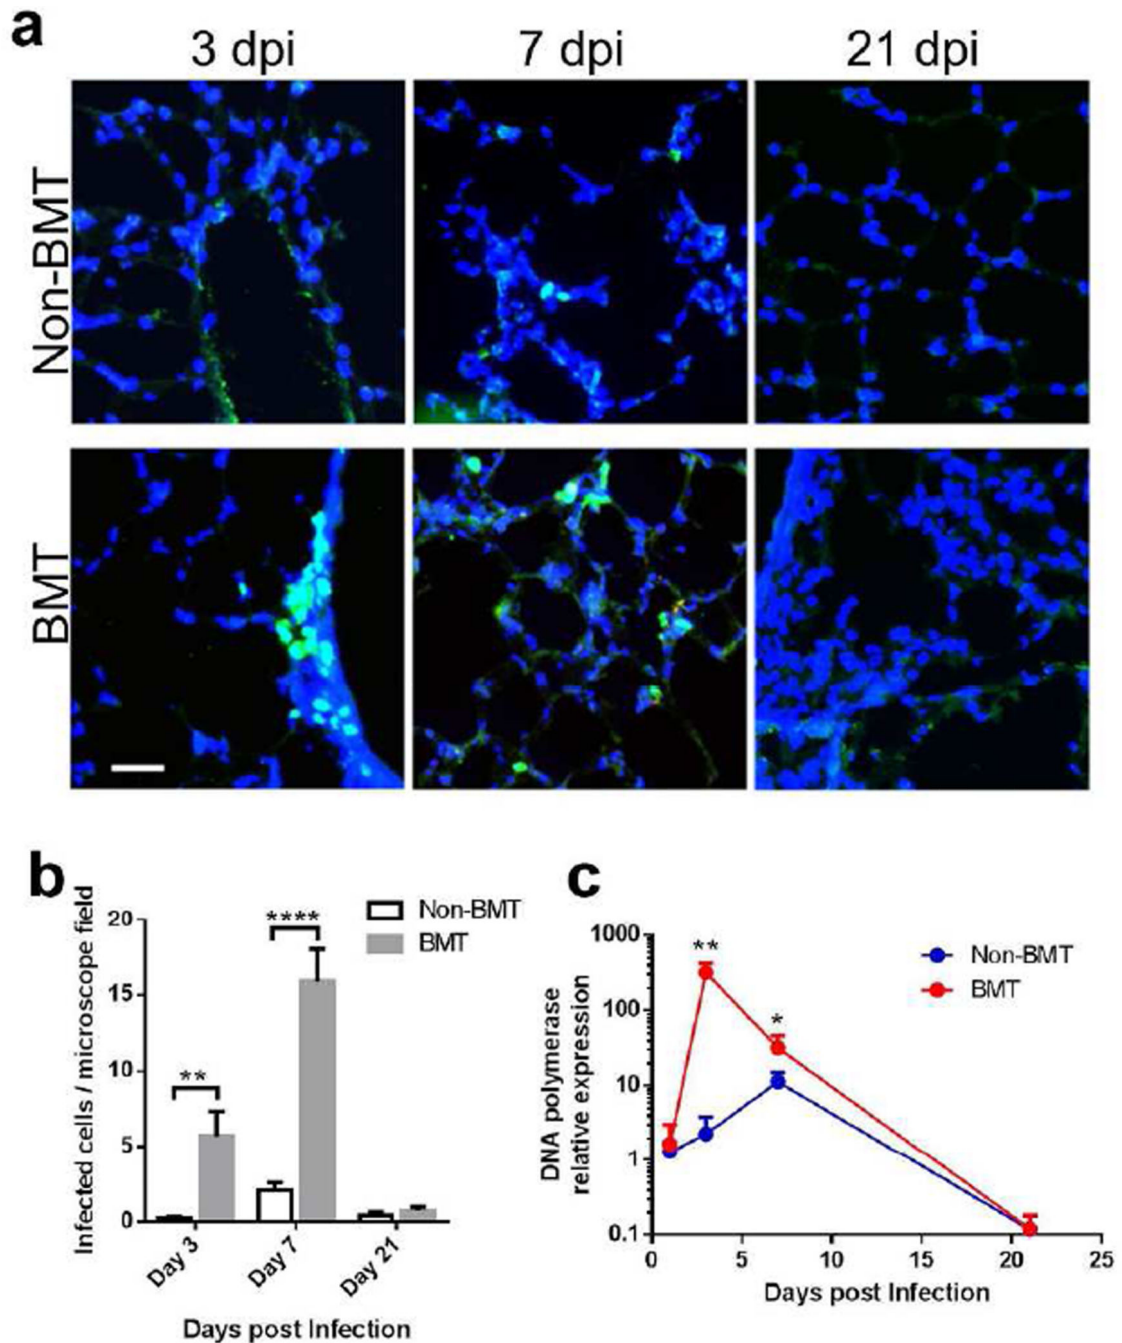 a
3 dpi 7 dpi 21 dpi
Non-BMT
BMT
b
Infected cells / microscope field
20
15
10
5
0
**
****
Non-BMT
BMT
Day 3 Day 7 Day 21
Days post Infection
c
DNA polymerase
relative expression
1000
100
10
1
0.1
**
*
Non-BMT
BMT
0 5 10 15 20 25
Days post Infection